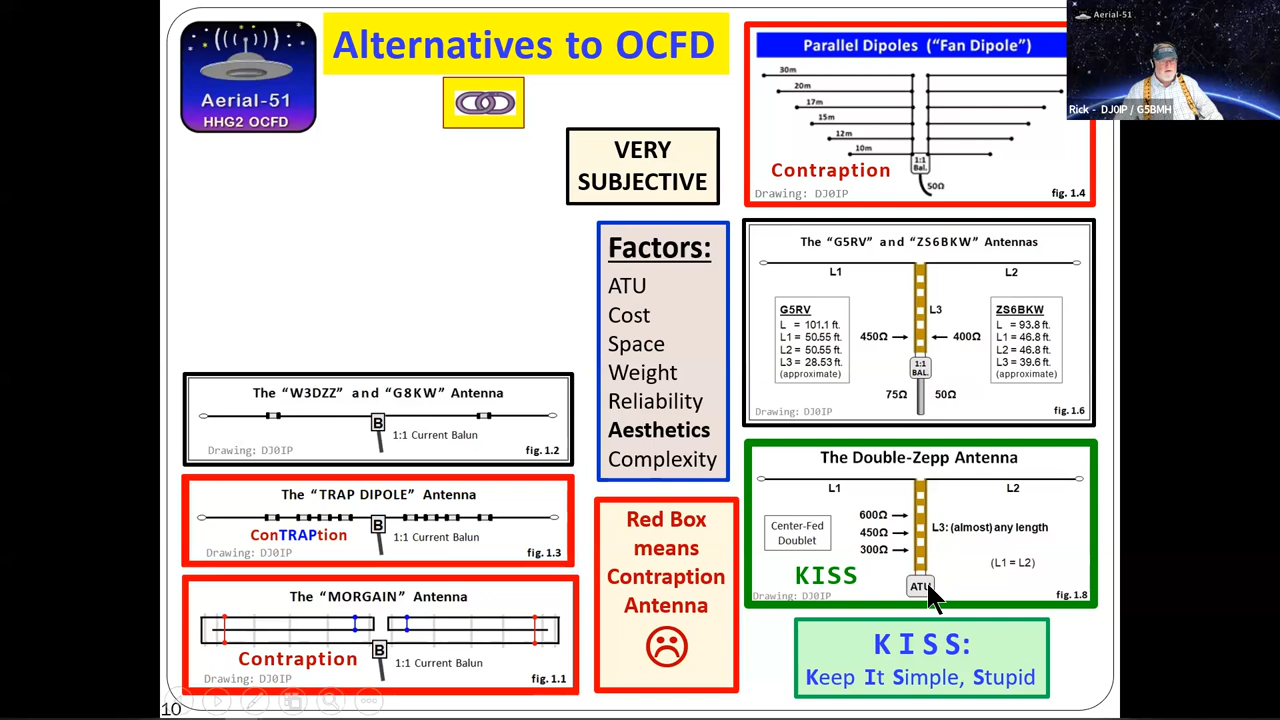 Aerial-51
HHG2 OCFD
Alternatives to OCFD
VERY
SUBJECTIVE
Factors:
ATU
Cost
Space
Weight
Reliability
Aesthetics
Complexity
Red Box
means
Contraption
Antenna
The "W3DZZ" and "G8KW" Antenna
B
1:1 Current Balun
Drawing: DJ0IP
fig. 1.2
The "TRAP DIPOLE" Antenna
B
ConTRAPtion
1:1 Current Balun
Drawing: DJ0IP
fig. 1.3
The "MORGAIN" Antenna
B
Contraption
1:1 Current Balun
Drawing: DJ0IP
fig. 1.1
Parallel Dipoles ("Fan Dipole")
30m
20m
17m
15m
12m
10m
1:1
Bal.
Contraption
50Ω
Drawing: DJ0IP
fig. 1.4
The "G5RV" and "ZS6BKW" Antennas
L1
L2
L3
G5RV
L = 101.1 ft.
L1 = 50.55 ft.
L2 = 50.55 ft.
L3 = 28.53 ft.
(approximate)
450Ω
400Ω
ZS6BKW
L = 93.8 ft.
L1 = 46.8 ft.
L2 = 46.8 ft.
L3 = 39.6 ft.
(approximate)
1:1
BAL.
75Ω
50Ω
Drawing: DJ0IP
fig. 1.6
The Double-Zepp Antenna
L1
L2
Center-Fed
Doublet
600Ω
450Ω
300Ω
L3: (almost) any length
(L1 = L2)
KISS
ATU
Drawing: DJ0IP
fig. 1.8
KISS:
Keep It Simple, Stupid
Aerial-51
Rick - DJ0IP / G5BMH
10